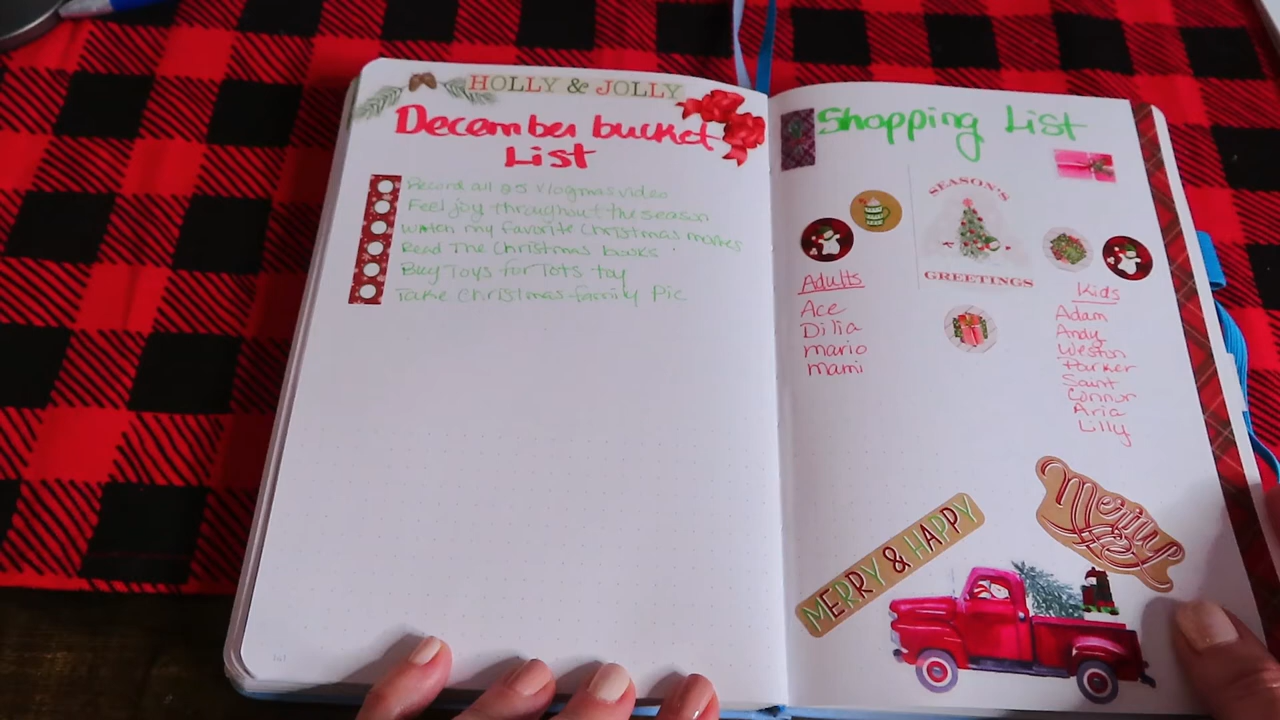 HOLLY & JOLLY
December bucket
List
Record all 25 Vlogmas video
Feel joy throughout the season
Watch my favorite Christmas movies
Read The Christmas books
Buy Toys for Tots toy
Take Christmas family Pic
Shopping List
SEASON'S
GREETINGS
Adults
Ace
Dilia
mario
mami
Kids
Adam
Andy
Weston
Parker
Saint
Connor
Aria
Lilly
MERRY & HAPPY